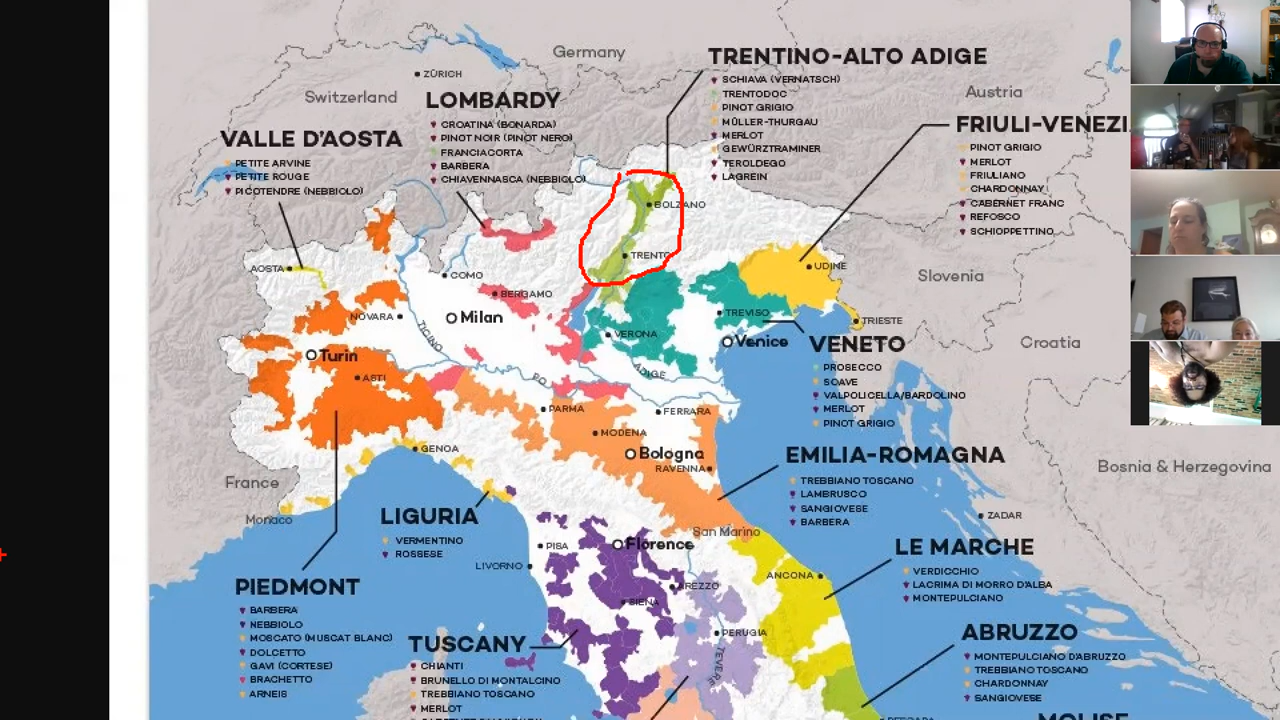 Germany
TRENTINO-ALTO ADIGE
SCHIAVA (VERNATSCH)
TRENTODOC
PINOT GRIGIO
MÜLLER-THURGAU
MERLOT
GEWÜRZTRAMINER
TEROLDEGO
LAGREIN
ZÜRICH
Switzerland
Austria
LOMBARDY
CROATINA (BONARDA)
PINOT NOIR (PINOT NERO)
FRANCIACORTA
BARBERA
CHIAVENNASCA (NEBBIOLO)
VALLE D'AOSTA
PETITE ARVINE
PETITE ROUGE
PICOTENDRE (NEBBIOLO)
FRIULI-VENEZI
PINOT GRIGIO
MERLOT
FRIULIANO
CHARDONNAY
CABERNET FRANC
REFOSCO
SCHIOPPETTINO
BOLZANO
TRENTO
AOSTA
COMO
UDINE
Slovenia
BERGAMO
NOVARA
Milan
TICINO
TREVISO
TRIESTE
VERONA
Venice
Croatia
Turin
ASTI
PO
ADIGE
VENETO
PROSECCO
SOAVE
VALPOLICELLA/BARDOLINO
MERLOT
PINOT GRIGIO
PARMA
FERRARA
MODENA
GENOA
Bologna
RAVENNA
EMILIA-ROMAGNA
TREBBIANO TOSCANO
LAMBRUSCO
SANGIOVESE
BARBERA
Bosnia & Herzegovina
France
Monaco
LIGURIA
VERMENTINO
ROSSESE
San Marino
ZADAR
PISA
Florence
LIVORNO
LE MARCHE
VERDICCHIO
LACRIMA DI MORRO D'ALBA
MONTEPULCIANO
ANCONA
AREZZO
SIENA
PIEDMONT
BARBERA
NEBBIOLO
MOSCATO (MUSCAT BLANC)
DOLCETTO
GAVI (CORTESE)
BRACHETTO
ARNEIS
PERUGIA
TEVERE
TUSCANY
CHIANTI
BRUNELLO DI MONTALCINO
TREBBIANO TOSCANO
MERLOT
ABRUZZO
MONTEPULCIANO D'ABRUZZO
TREBBIANO TOSCANO
CHARDONNAY
SANGIOVESE
MOLISE